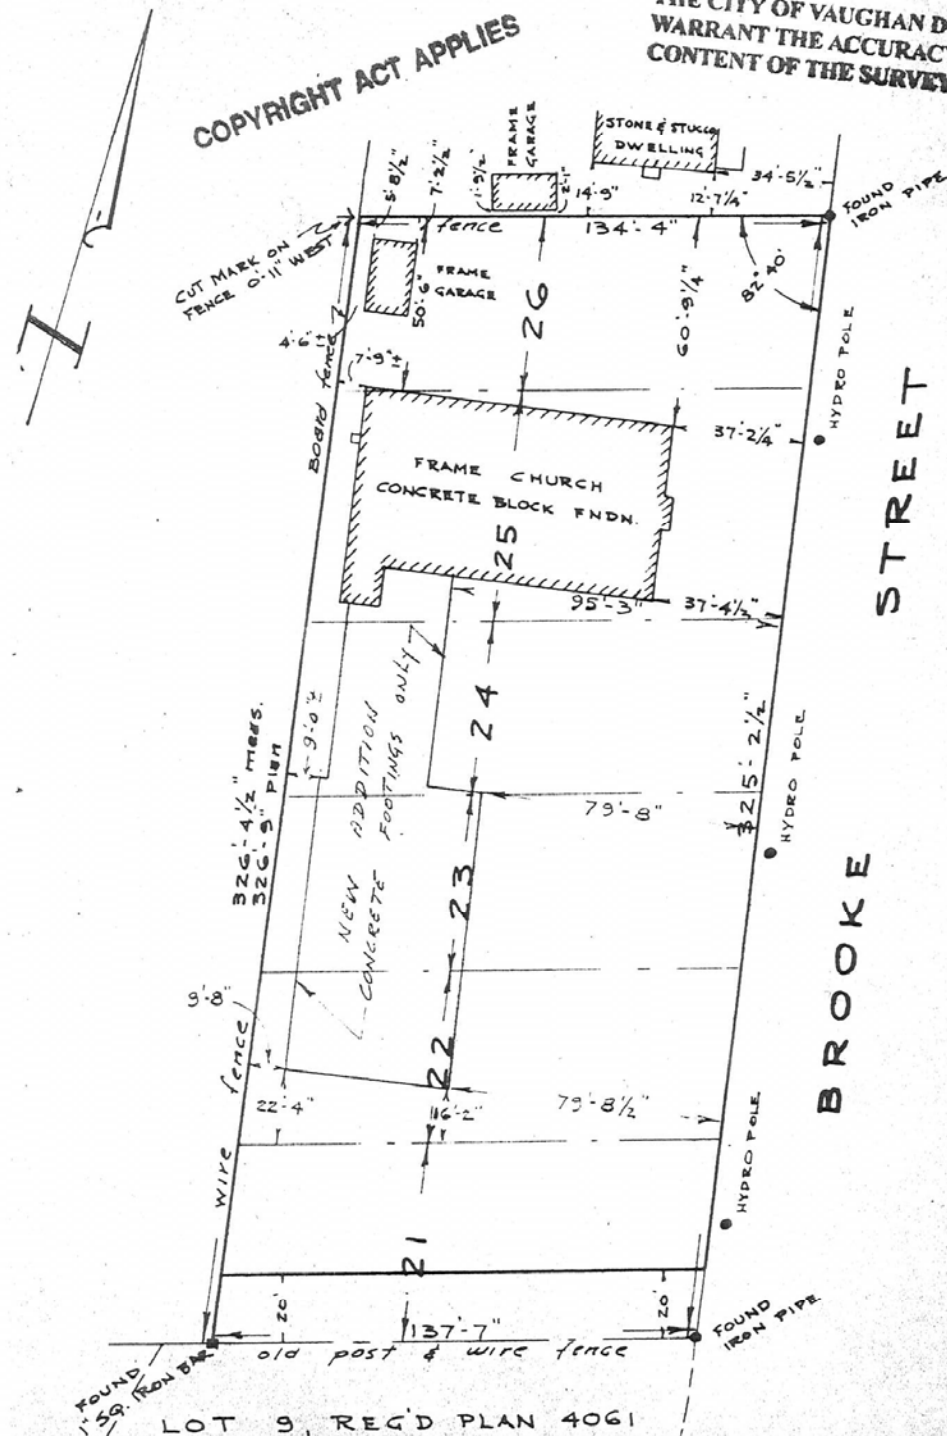 THE CITY OF VAUGHAN D
WARRANT THE ACCURAC
CONTENT OF THE SURVEY
COPYRIGHT ACT APPLIES
FRAME
GARAGE
STONE & STUCCO
DWELLING
34'-5½"
5'8½"
7'2½"
1'-9½"
2'-1"
14'-9"
12'-7¼"
FOUND
IRON PIPE
fence
134'-4"
CUT MARK ON
FENCE 0'-11" WEST
FRAME
GARAGE
50'-6"
26
60'-9¼"
82° 40'
HYDRO POLE
4'-6"±
7'-9"±
Board fence
37'-2¼"
FRAME CHURCH
CONCRETE BLOCK FNDN.
STREET
25
95'-3"
37'-4½"
24
9'-0"±
NEW ADDITION
CONCRETE FOOTINGS ONLY
326'-4½" meas.
326'-9" plan
325'-2½"
HYDRO POLE
79'-8"
23
BROOKE
9'-8"
22
wire fence
22'-4"
16'-2"
79'-8½"
HYDRO POLE
21
20'
20'
137'-7"
FOUND
IRON PIPE
old post & wire fence
FOUND
1" SQ. IRON BAR
LOT 9, REG'D PLAN 4061